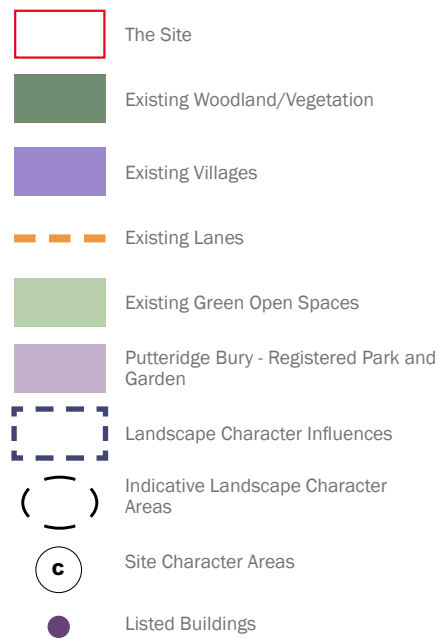 The Site
Existing Woodland/Vegetation
Existing Villages
Existing Lanes
Existing Green Open Spaces
Putteridge Bury - Registered Park and
Garden
Landscape Character Influences
Indicative Landscape Character
Areas
C
Site Character Areas
Listed Buildings